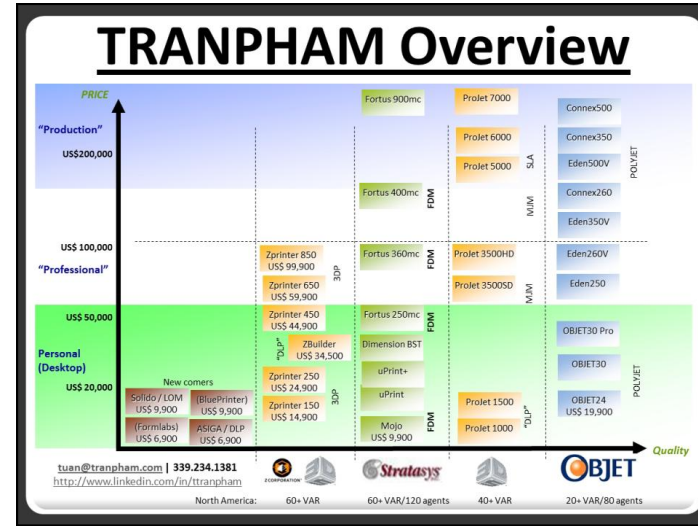 TRANPHAM Overview
PRICE
"Production"
US$200,000
US$ 100,000
"Professional"
US$ 50,000
Personal
(Desktop)
US$ 20,000
New comers
Solido / LOM
US$ 9,900
(BluePrinter)
US$ 9,900
(Formlabs)
US$ 6,900
ASIGA / DLP
US$ 6,900
Zprinter 850
US$ 99,900
Zprinter 650
US$ 59,900
3DP
Zprinter 450
US$ 44,900
"DLP"
ZBuilder
US$ 34,500
Zprinter 250
US$ 24,900
Zprinter 150
US$ 14,900
3DP
Fortus 900mc
Fortus 400mc
FDM
Fortus 360mc
FDM
Fortus 250mc
FDM
Dimension BST
uPrint+
uPrint
Mojo
US$ 9,900
FDM
ProJet 7000
ProJet 6000
ProJet 5000
SLA
MJM
ProJet 3500HD
ProJet 3500SD
MJM
ProJet 1500
ProJet 1000
"DLP"
Connex500
Connex350
Eden500V
POLYJET
Connex260
Eden350V
Eden260V
Eden250
OBJET30 Pro
OBJET30
OBJET24
US$ 19,900
POLYJET
Quality
tuan@tranpham.com | 339.234.1381
http://www.linkedin.com/in/ttranpham
Z CORPORATION
Stratasys
OBJET
North America:
60+ VAR
60+ VAR/120 agents
40+ VAR
20+ VAR/80 agents